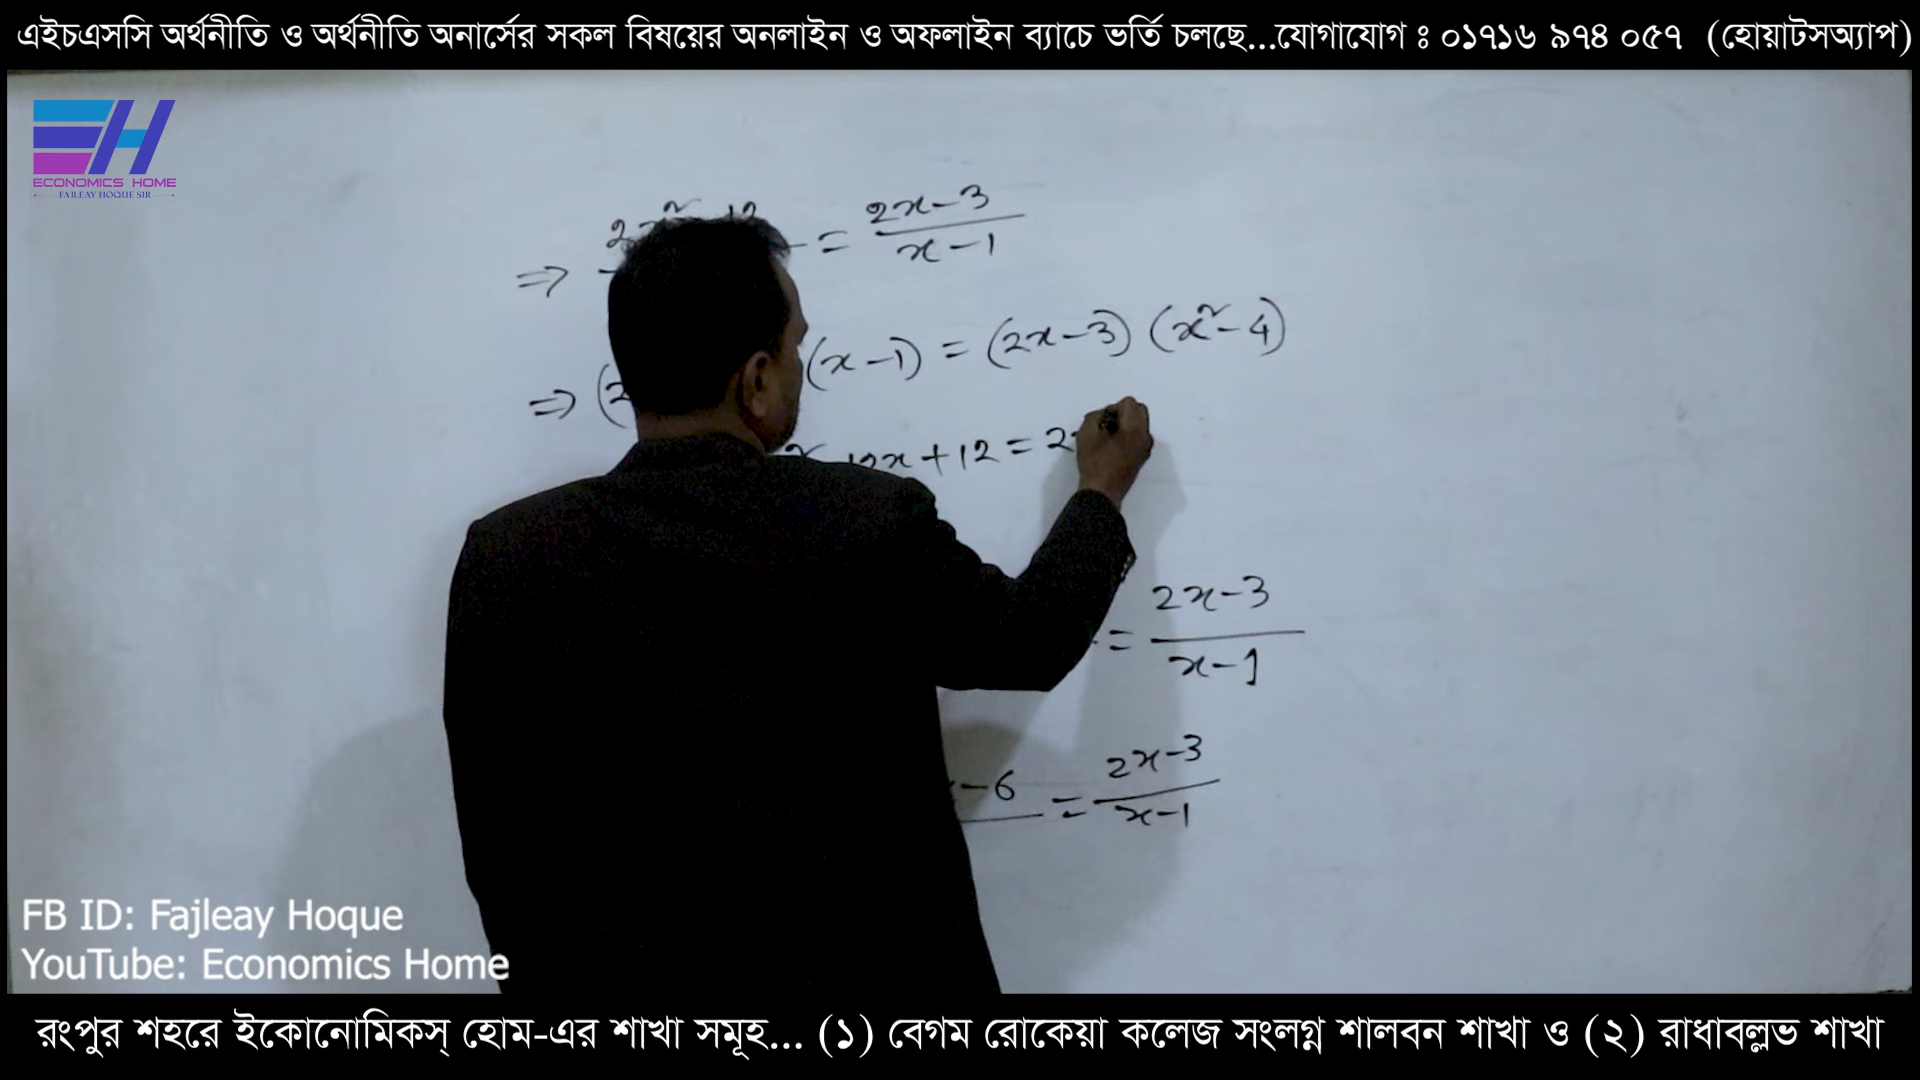 এইচএসসি অর্থনীতি ও অর্থনীতি অনার্সের সকল বিষয়ের অনলাইন ও অফলাইন ব্যাচে ভর্তি চলছে...যোগাযোগ ঃ ০১৭১৬ ৯৭৪ ০৫৭ (হোয়াটসঅ্যাপ)
EH
ECONOMICS HOME
FAJLEAY HOQUE SIR
⇒ = 2x-3 / x-1
⇒ (2 (x-1) = (2x-3) (x²-4)
12x+12 = 2
= 2x-3 / x-1
-6 = 2x-3 / x-1
FB ID: Fajleay Hoque
YouTube: Economics Home
রংপুর শহরে ইকোনোমিকস্ হোম-এর শাখা সমূহ... (১) বেগম রোকেয়া কলেজ সংলগ্ন শালবন শাখা ও (২) রাধাবল্লভ শাখা